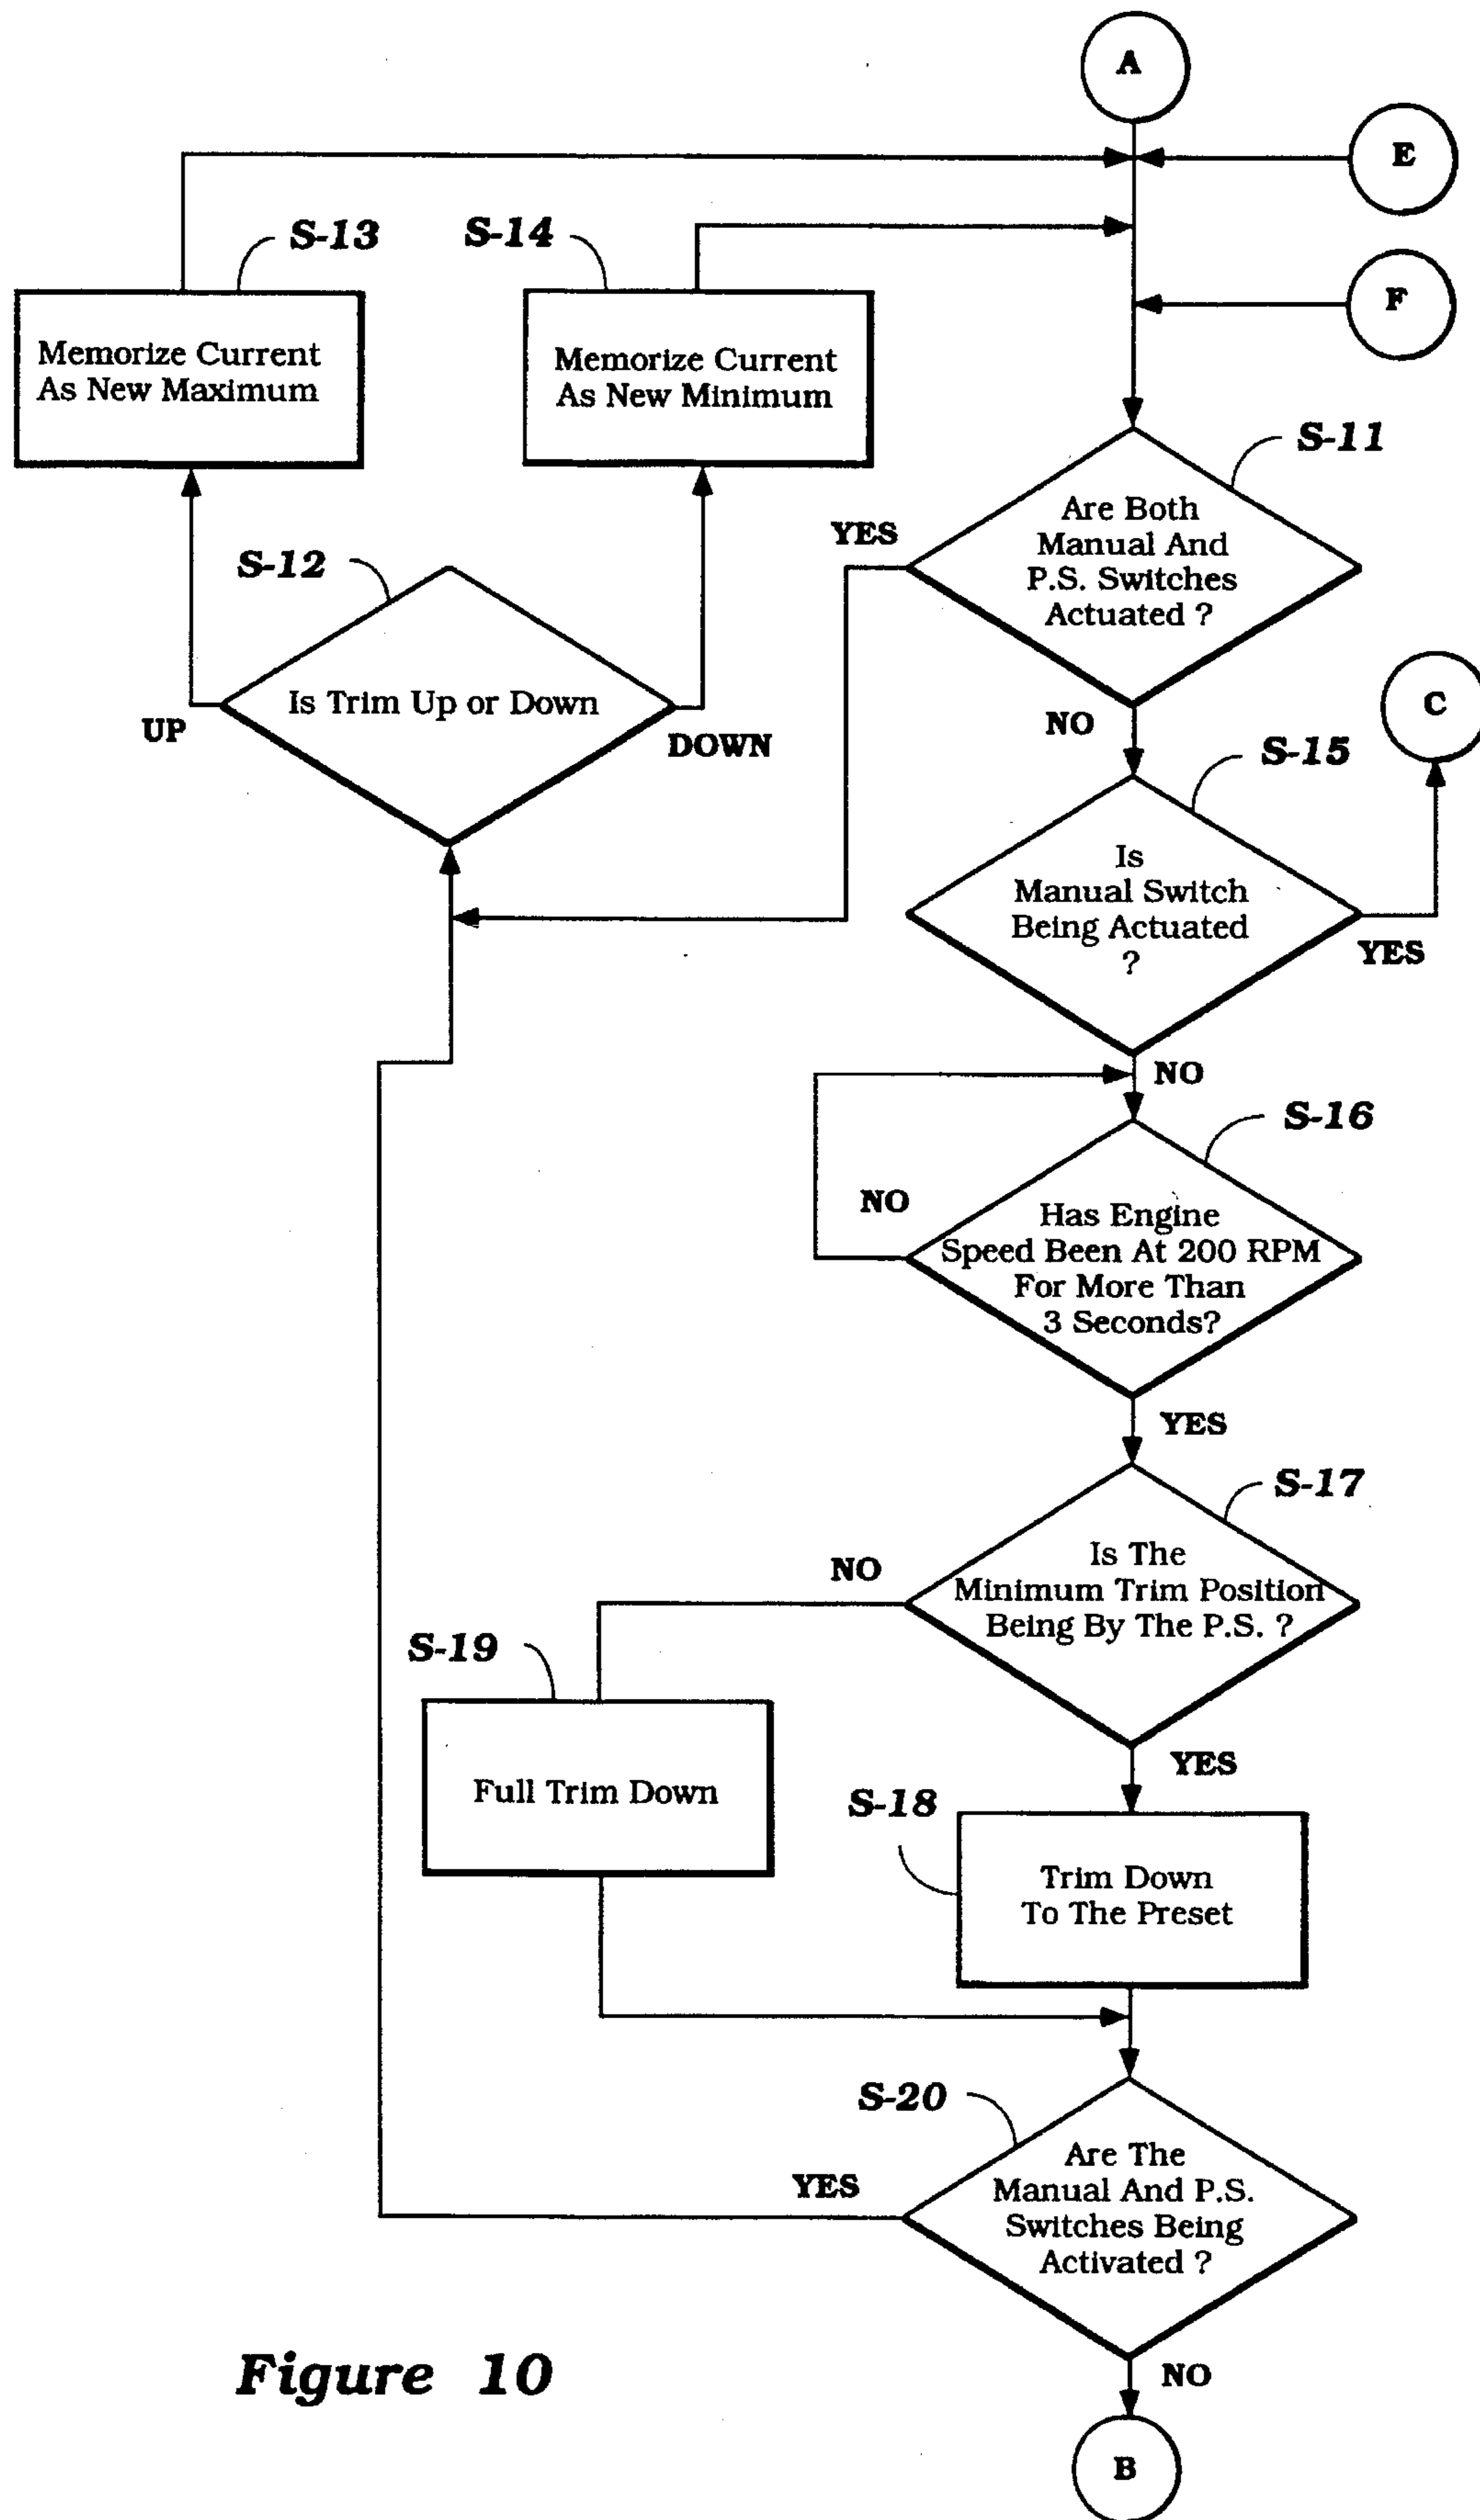 A
E
S-13
S-14
F
Memorize Current
As New Maximum
Memorize Current
As New Minimum
S-11
Are Both
Manual And
P.S. Switches
Actuated ?
YES
S-12
Is Trim Up or Down
UP
DOWN
NO
C
S-15
Is
Manual Switch
Being Actuated
?
YES
NO
S-16
NO
Has Engine
Speed Been At 200 RPM
For More Than
3 Seconds?
YES
S-17
NO
Is The
Minimum Trim Position
Being By The P.S. ?
S-19
YES
Full Trim Down
S-18
Trim Down
To The Preset
S-20
YES
Are The
Manual And P.S.
Switches Being
Activated ?
NO
Figure 10
B